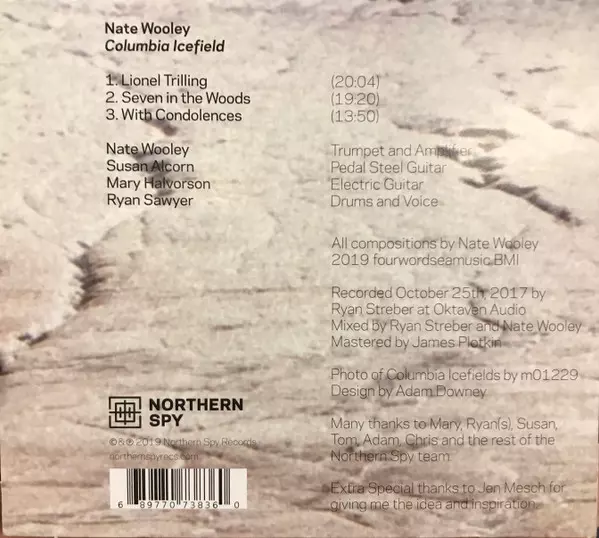 Nate Wooley
Columbia Icefield
1. Lionel Trilling (20:04)
2. Seven in the Woods (19:20)
3. With Condolences (13:50)
Nate Wooley Trumpet and Amplifier
Susan Alcorn Pedal Steel Guitar
Mary Halvorson Electric Guitar
Ryan Sawyer Drums and Voice
All compositions by Nate Wooley
2019 fourwordseamusic BMI
Recorded October 25th, 2017 by
Ryan Streber at Oktaven Audio
Mixed by Ryan Streber and Nate Wooley
Mastered by James Plotkin
Photo of Columbia Icefields by m01229
Design by Adam Downey
Many thanks to Mary, Ryan(s), Susan,
Tom, Adam, Chris and the rest of the
Northern Spy team
Extra Special thanks to Jen Mesch for
giving me the idea and inspiration.
NORTHERN
SPY
©&℗ 2019 Northern Spy Records
northernspyrecs.com
6 89770 73836 0